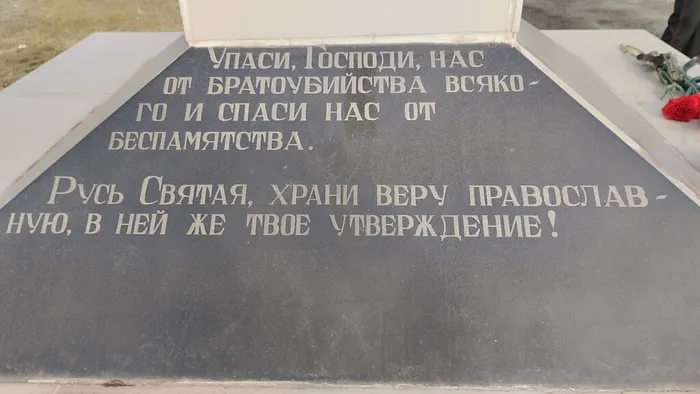 Упаси, Господи, нас
от братоубийства всяко-
го и спаси нас от
беспамятства.
Русь Святая, храни веру православ-
ную, в ней же твое утверждение!